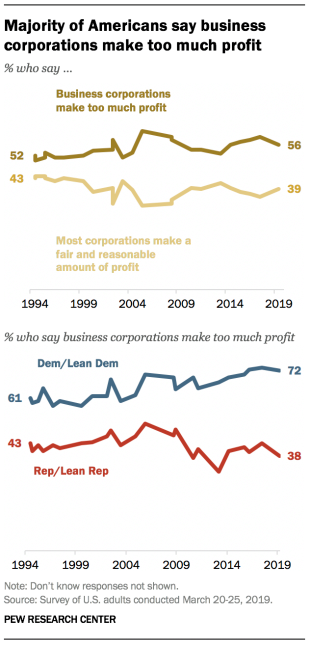 Majority of Americans say business
corporations make too much profit
% who say ...
Business corporations
make too much profit
52
56
43
39
Most corporations make a
fair and reasonable
amount of profit
1994 1999 2004 2009 2014 2019
% who say business corporations make too much profit
Dem/Lean Dem
72
61
43
38
Rep/Lean Rep
1994 1999 2004 2009 2014 2019
Note: Don't know responses not shown.
Source: Survey of U.S. adults conducted March 20-25, 2019.
PEW RESEARCH CENTER